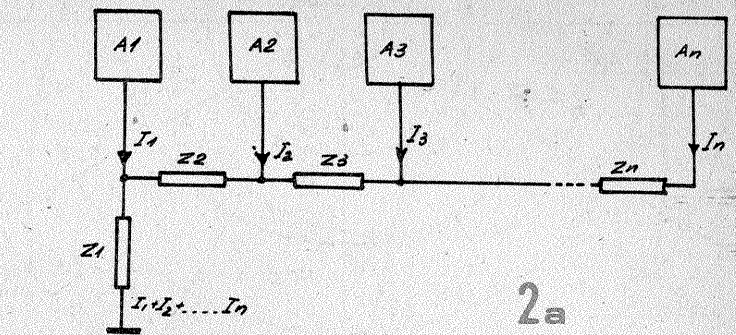 A1 A2 A3 An
I1 I2 I3 In
Z2 Z3 Zn
Z1
I1+I2+.....In
2a